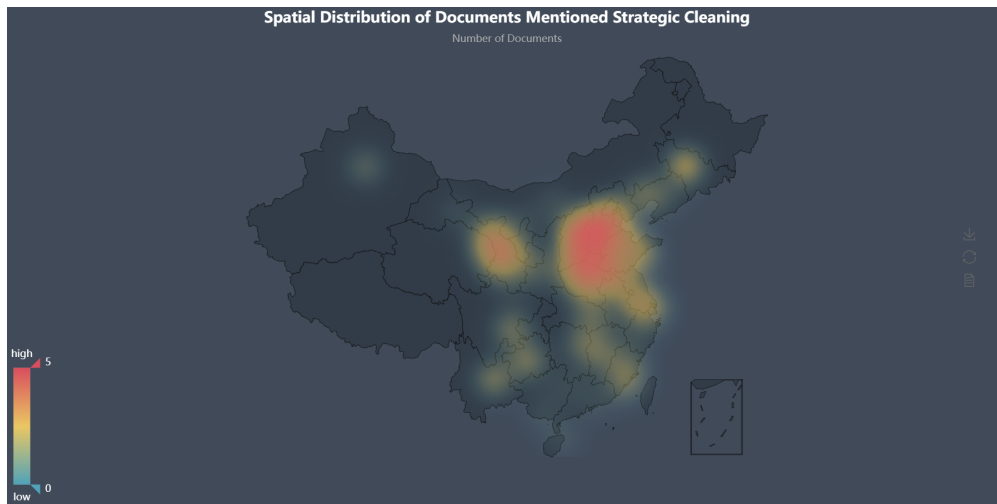 Spatial Distribution of Documents Mentioned Strategic Cleaning
Number of Documents
high
5
0
low